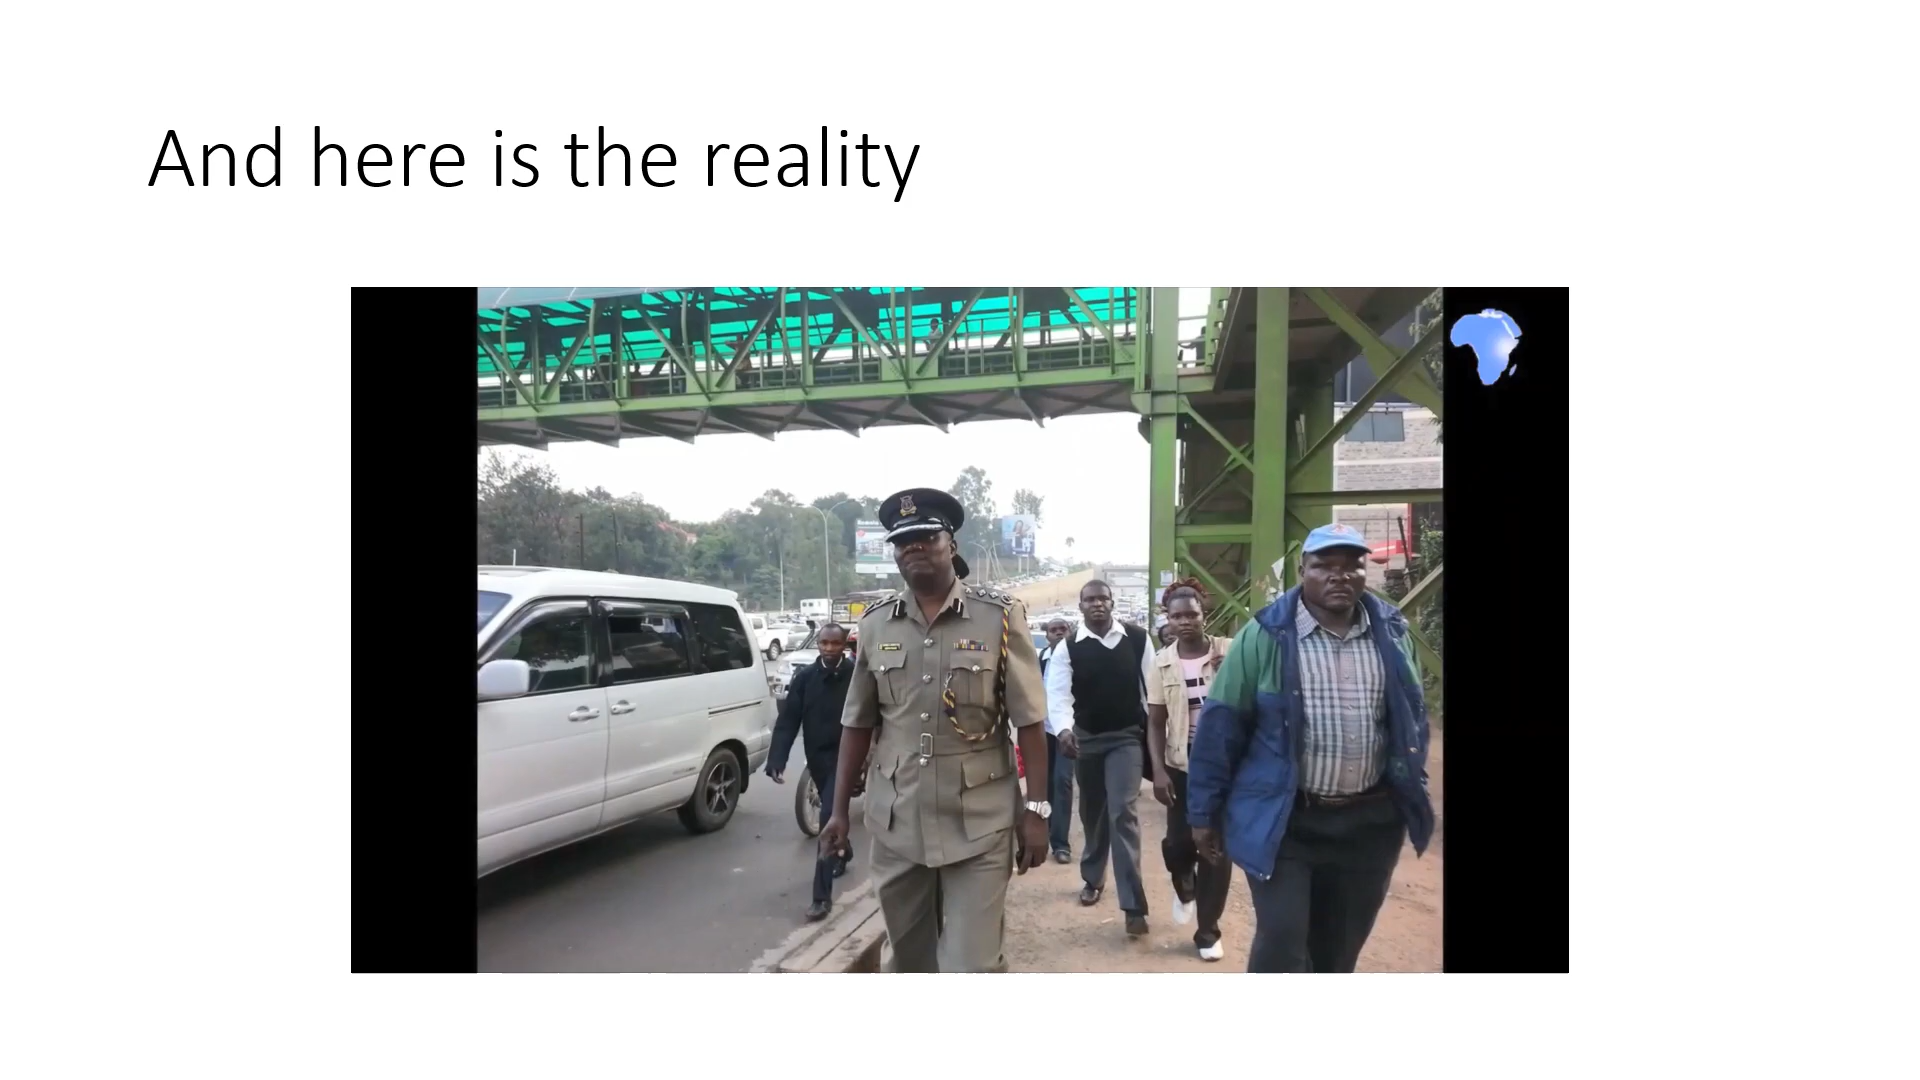 And here is the reality